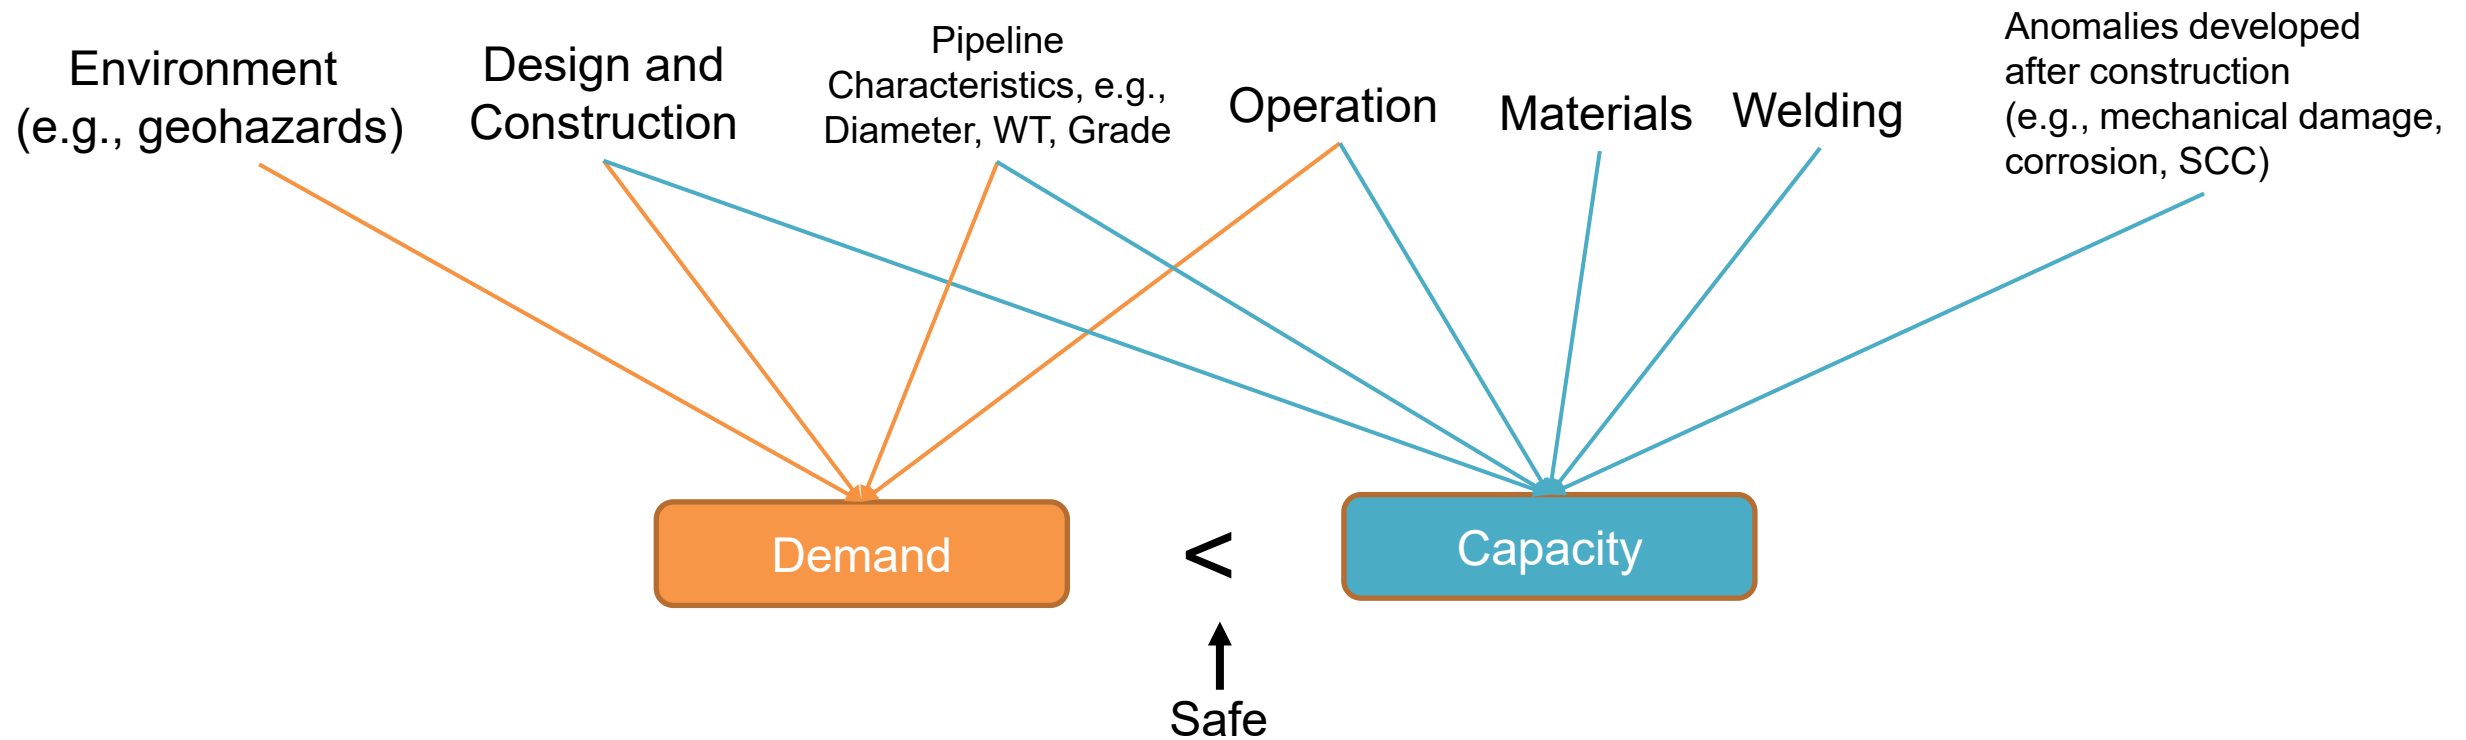 Environment
(e.g., geohazards)
Design and
Construction
Pipeline
Characteristics, e.g.,
Diameter, WT, Grade
Operation
Materials
Welding
Anomalies developed
after construction
(e.g., mechanical damage,
corrosion, SCC)
Demand
<
Capacity
Safe